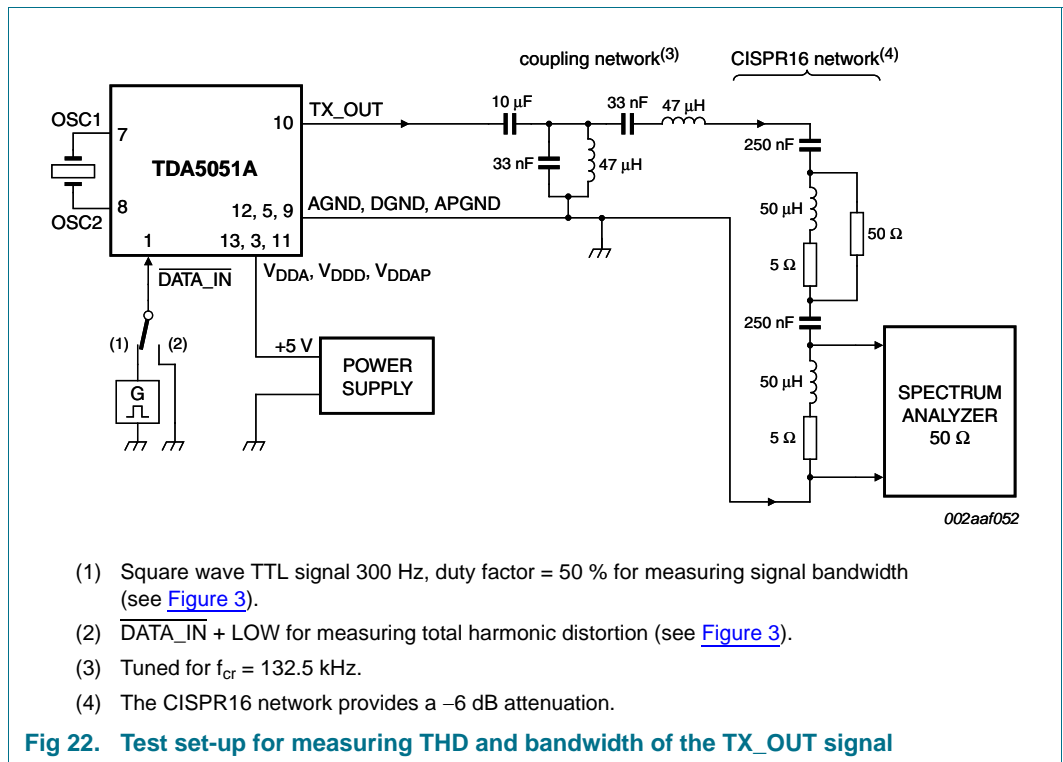 coupling network(3)
CISPR16 network(4)
OSC1
7
TDA5051A
10
TX_OUT
10 μF
33 nF
47 μH
33 nF
47 μH
250 nF
OSC2
8
12, 5, 9
AGND, DGND, APGND
1
13, 3, 11
DATA_IN
VDDA, VDDD, VDDAP
50 μH
5 Ω
50 Ω
250 nF
(1)
(2)
G
+5 V
POWER
SUPPLY
50 μH
5 Ω
SPECTRUM
ANALYZER
50 Ω
002aaf052
(1) Square wave TTL signal 300 Hz, duty factor = 50 % for measuring signal bandwidth
(see Figure 3).
(2) DATA_IN + LOW for measuring total harmonic distortion (see Figure 3).
(3) Tuned for fcr = 132.5 kHz.
(4) The CISPR16 network provides a −6 dB attenuation.
Fig 22. Test set-up for measuring THD and bandwidth of the TX_OUT signal